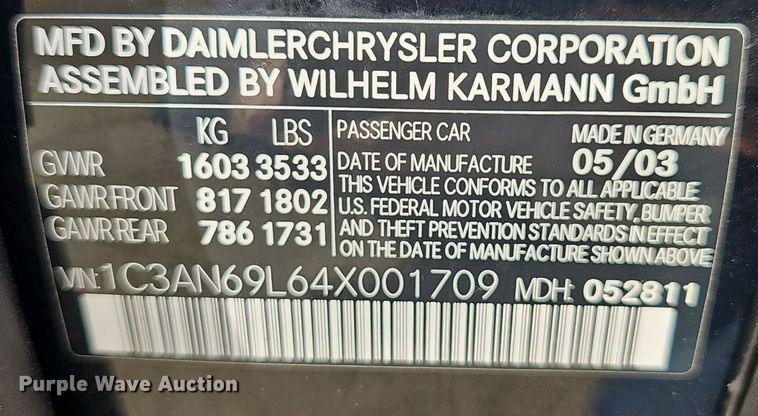 MFD BY DAIMLERCHRYSLER CORPORATION
ASSEMBLED BY WILHELM KARMANN GmbH
KG LBS
GVWR 1603 3533
GAWR FRONT 817 1802
GAWR REAR 786 1731
PASSENGER CAR MADE IN GERMANY
DATE OF MANUFACTURE 05/03
THIS VEHICLE CONFORMS TO ALL APPLICABLE
U.S. FEDERAL MOTOR VEHICLE SAFETY, BUMPER
AND THEFT PREVENTION STANDARDS IN EFFECT
ON THE DATE OF MANUFACTURE SHOWN ABOVE.
VIN: 1C3AN69L64X001709 MDH: 052811
Purple Wave Auction